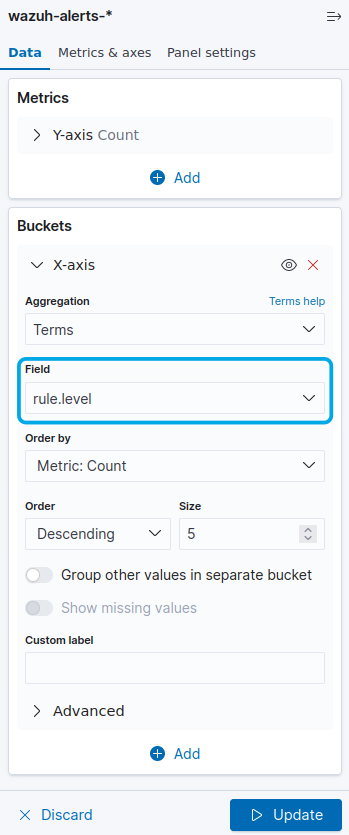 wazuh-alerts-*
Data Metrics & axes Panel settings
Metrics
Y-axis Count
Add
Buckets
X-axis
Aggregation Terms help
Terms
Field
rule.level
Order by
Metric: Count
Order Size
Descending 5
Group other values in separate bucket
Show missing values
Custom label
Advanced
Add
Discard Update